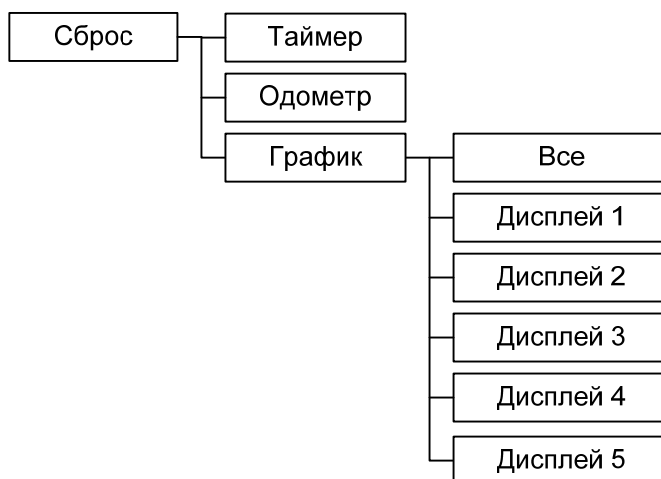 Сброс
Таймер
Одометр
График
Все
Дисплей 1
Дисплей 2
Дисплей 3
Дисплей 4
Дисплей 5